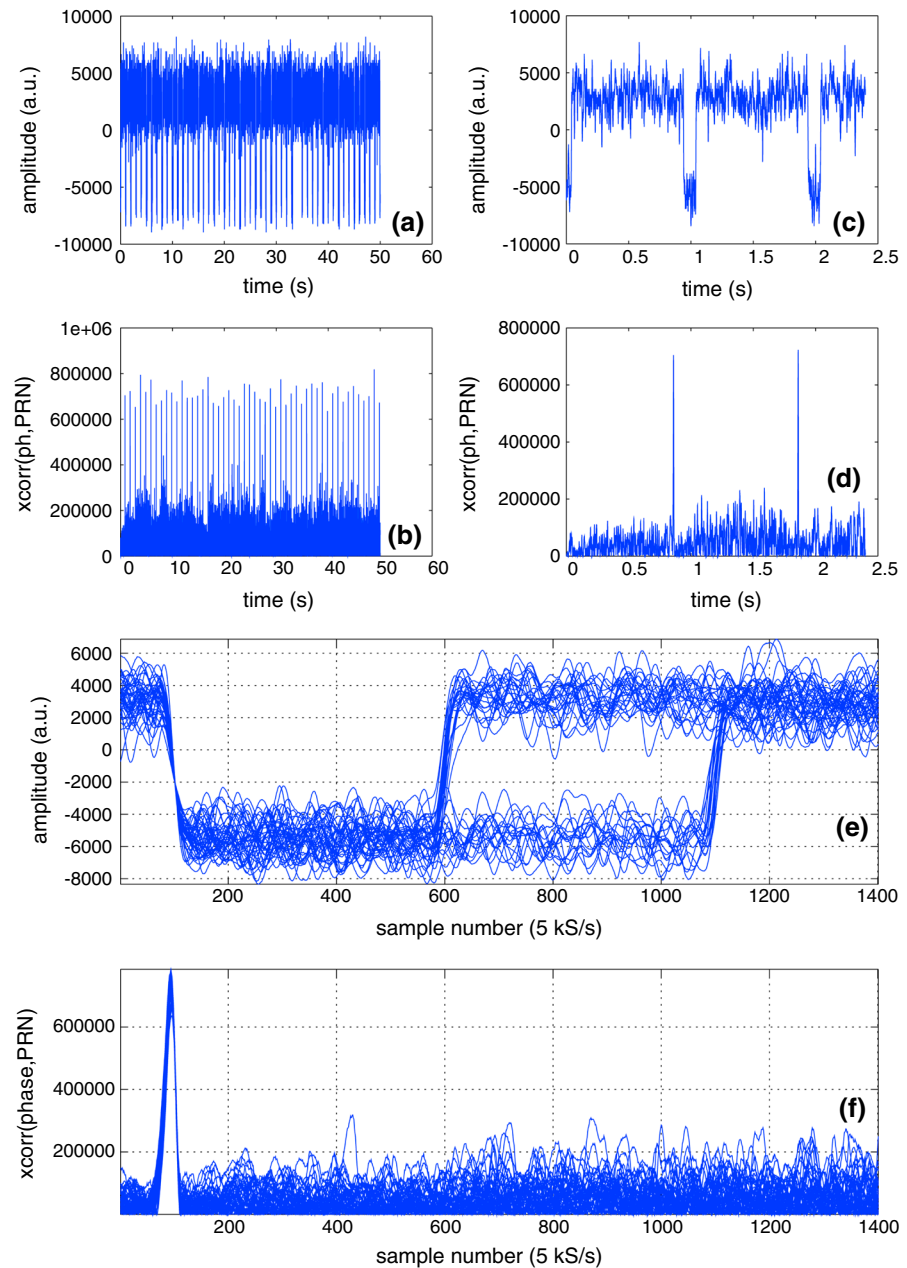 amplitude (a.u.)
10000
5000
0
-5000
-10000
0 10 20 30 40 50 60
time (s)
(a)
amplitude (a.u.)
10000
5000
0
-5000
-10000
0 0.5 1 1.5 2 2.5
time (s)
(c)
xcorr(ph,PRN)
1e+06
800000
600000
400000
200000
0
0 10 20 30 40 50 60
time (s)
(b)
xcorr(ph,PRN)
800000
600000
400000
200000
0
0 0.5 1 1.5 2 2.5
time (s)
(d)
amplitude (a.u.)
6000
4000
2000
0
-2000
-4000
-6000
-8000
200 400 600 800 1000 1200 1400
sample number (5 kS/s)
(e)
xcorr(phase,PRN)
600000
400000
200000
200 400 600 800 1000 1200 1400
sample number (5 kS/s)
(f)